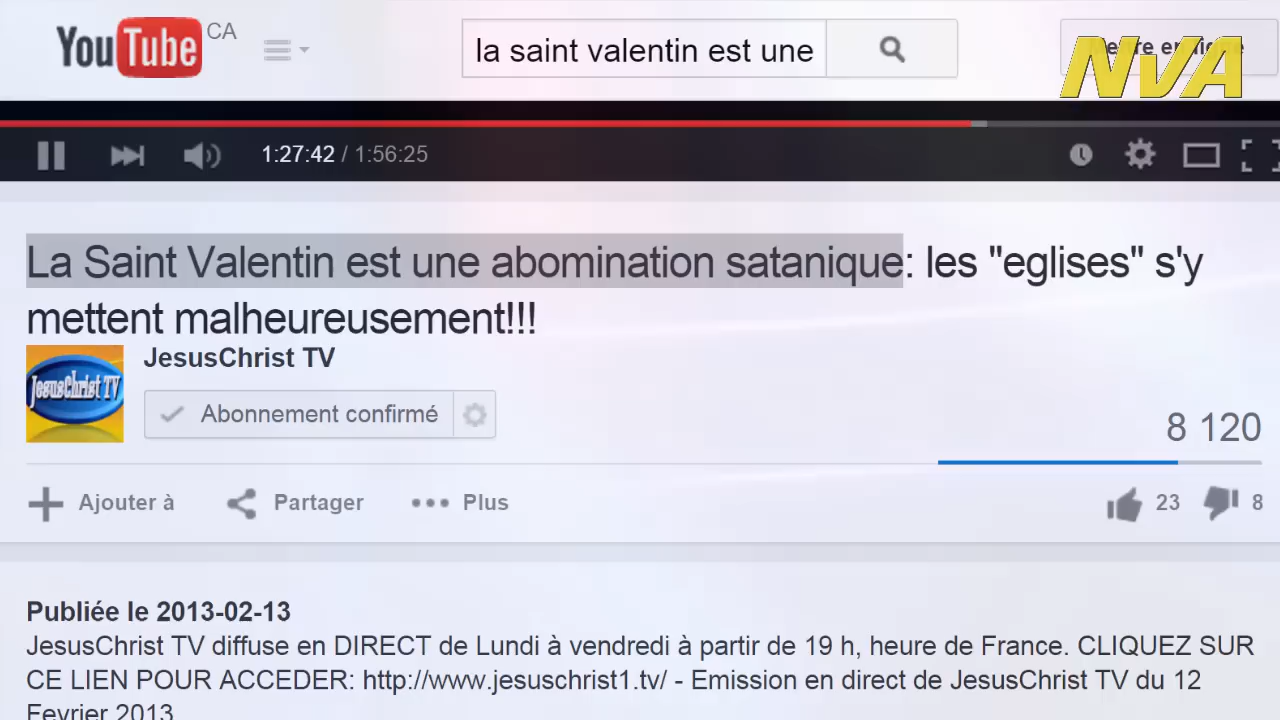 YouTube CA
la saint valentin est une
NVA
1:27:42 / 1:56:25
La Saint Valentin est une abomination satanique: les "eglises" s'y
mettent malheureusement!!!
JesusChrist TV
JesusChrist TV
Abonnement confirmé
8 120
Ajouter à
Partager
Plus
23
8
Publiée le 2013-02-13
JesusChrist TV diffuse en DIRECT de Lundi à vendredi à partir de 19 h, heure de France. CLIQUEZ SUR
CE LIEN POUR ACCEDER: http://www.jesuschrist1.tv/ - Emission en direct de JesusChrist TV du 12
Fevrier 2013